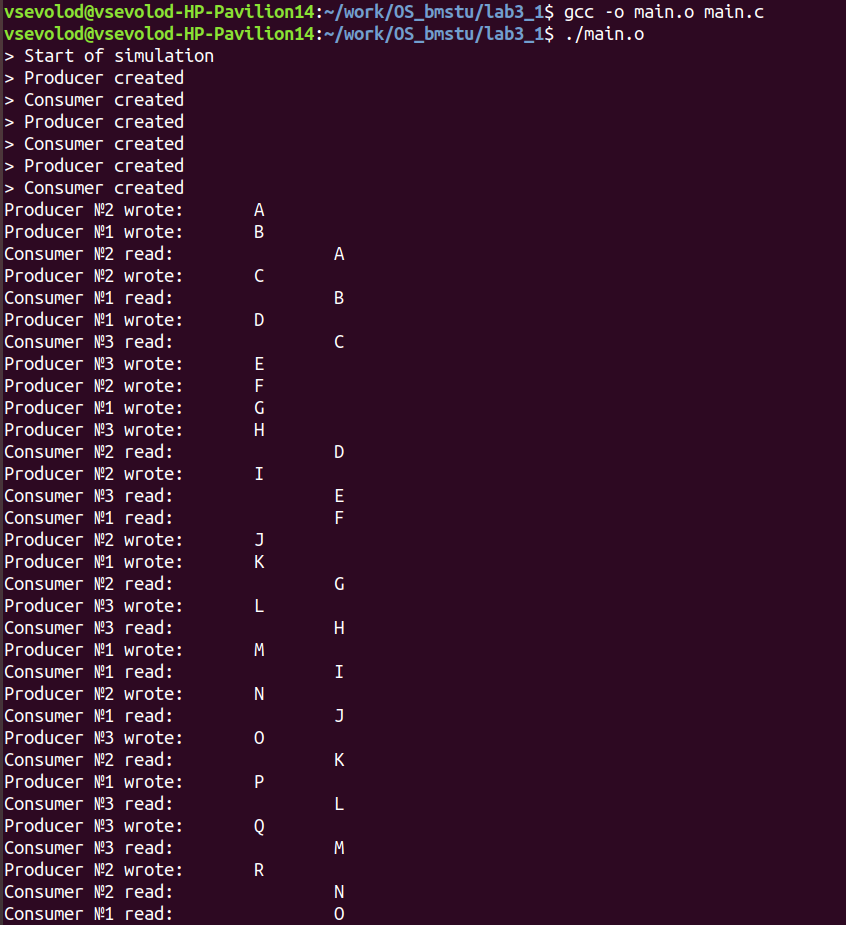 vsevolod@vsevolod-HP-Pavilion14:~/work/OS_bmstu/lab3_1$ gcc -o main.o main.c
vsevolod@vsevolod-HP-Pavilion14:~/work/OS_bmstu/lab3_1$ ./main.o
> Start of simulation
> Producer created
> Consumer created
> Producer created
> Consumer created
> Producer created
> Consumer created
Producer №2 wrote: A
Producer №1 wrote: B
Consumer №2 read: A
Producer №2 wrote: C
Consumer №1 read: B
Producer №1 wrote: D
Consumer №3 read: C
Producer №3 wrote: E
Producer №2 wrote: F
Producer №1 wrote: G
Producer №3 wrote: H
Consumer №2 read: D
Producer №2 wrote: I
Consumer №3 read: E
Consumer №1 read: F
Producer №2 wrote: J
Producer №1 wrote: K
Consumer №2 read: G
Producer №3 wrote: L
Consumer №3 read: H
Producer №1 wrote: M
Consumer №1 read: I
Producer №2 wrote: N
Consumer №1 read: J
Producer №3 wrote: O
Consumer №2 read: K
Producer №1 wrote: P
Consumer №3 read: L
Producer №3 wrote: Q
Consumer №3 read: M
Producer №2 wrote: R
Consumer №2 read: N
Consumer №1 read: O